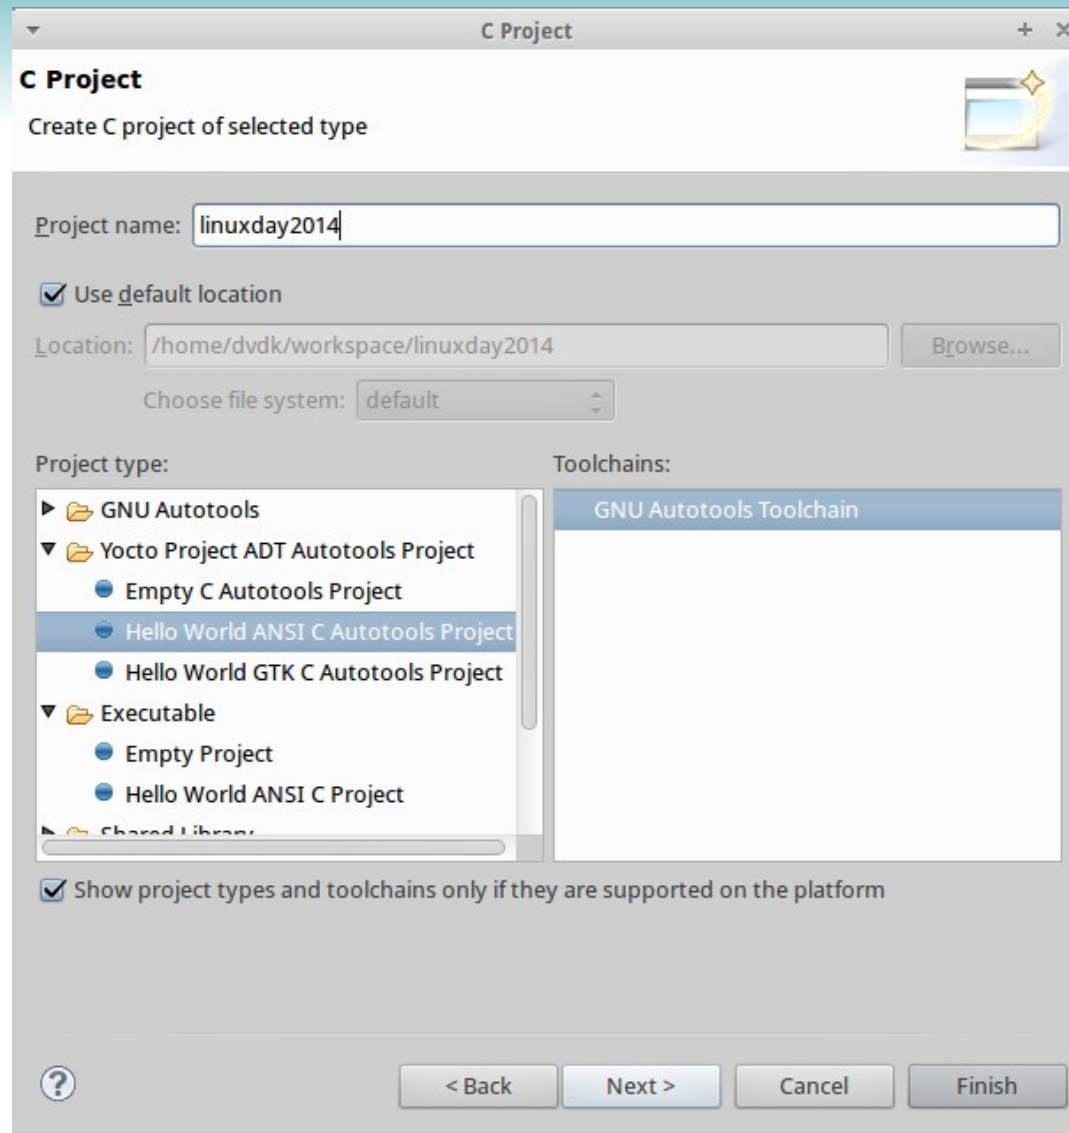 C Project
C Project
Create C project of selected type
Project name: linuxday2014
Use default location
Location: /home/dvdk/workspace/linuxday2014 Browse...
Choose file system: default
Project type: Toolchains:
GNU Autotools GNU Autotools Toolchain
Yocto Project ADT Autotools Project
Empty C Autotools Project
Hello World ANSI C Autotools Project
Hello World GTK C Autotools Project
Executable
Empty Project
Hello World ANSI C Project
Shared Library
Show project types and toolchains only if they are supported on the platform
? < Back Next > Cancel Finish